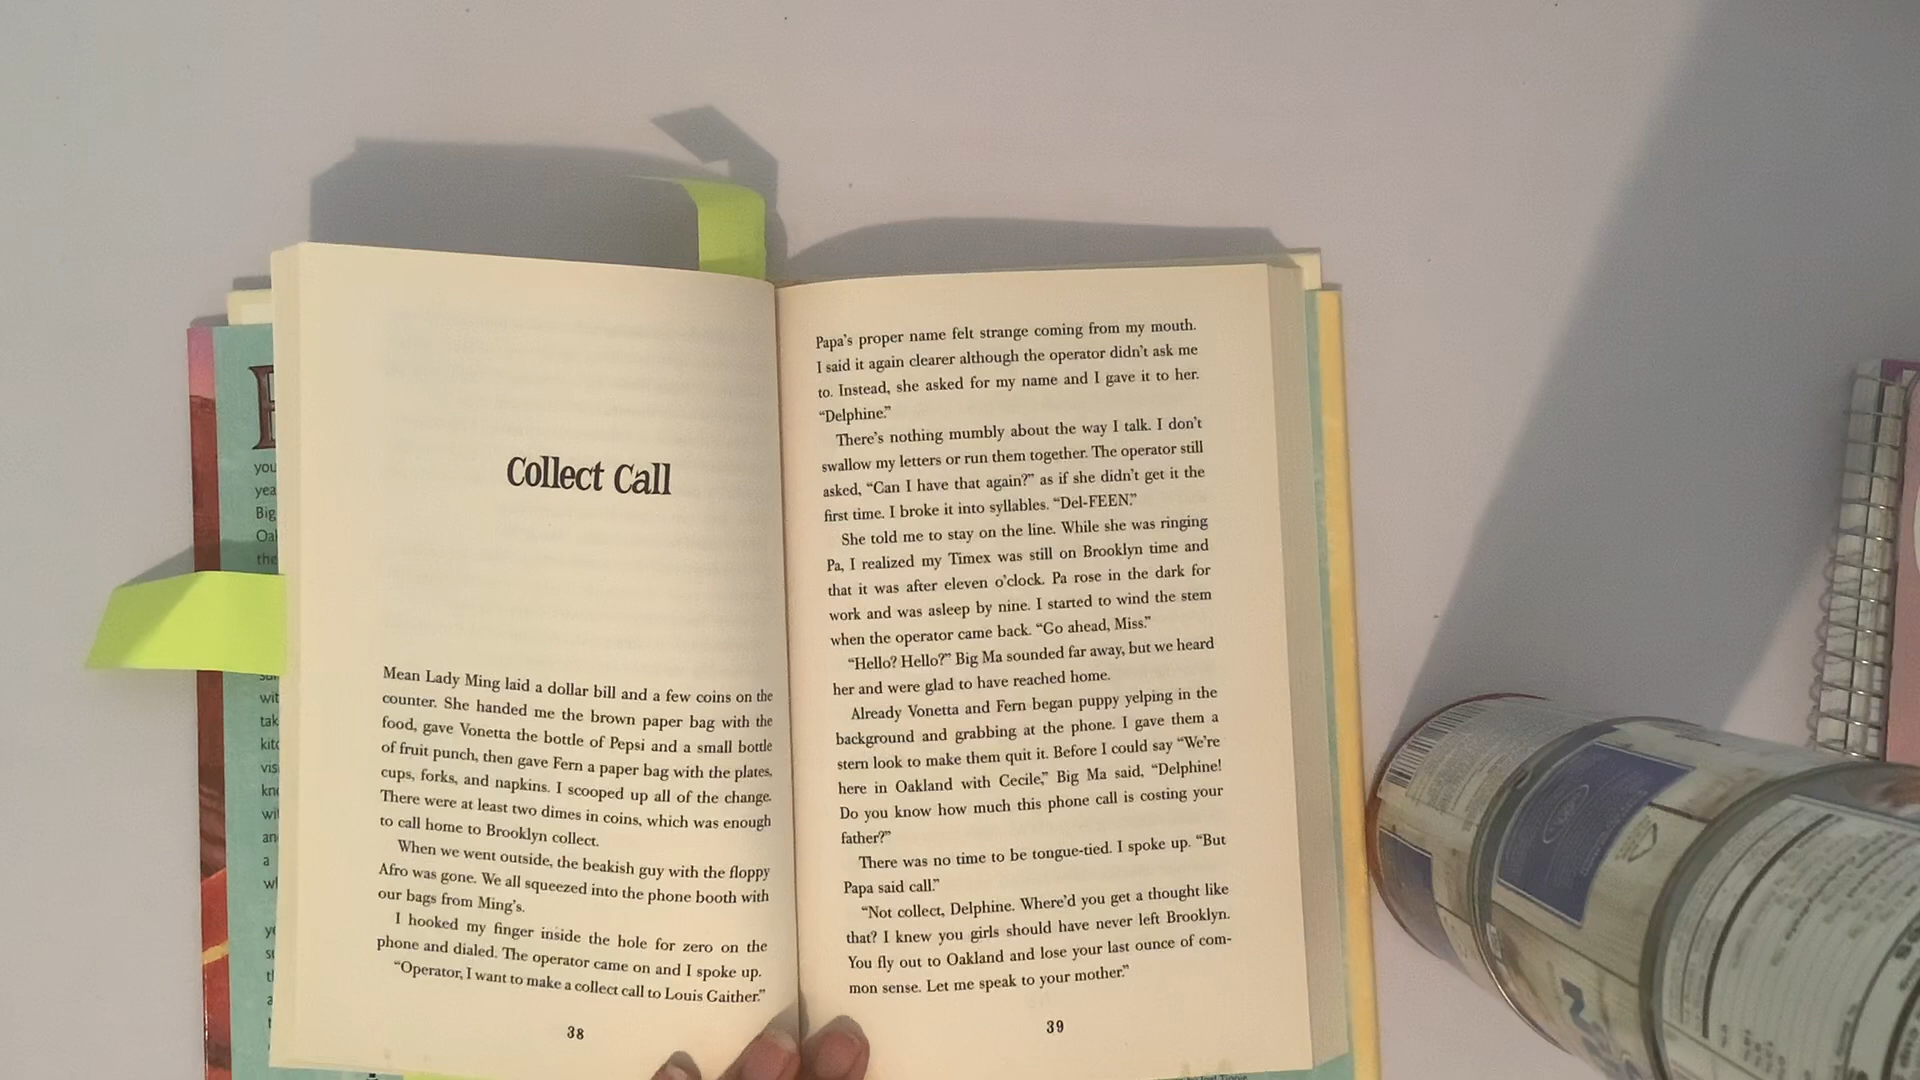 Collect Call
Mean Lady Ming laid a dollar bill and a few coins on the
counter. She handed me the brown paper bag with the
food, gave Vonetta the bottle of Pepsi and a small bottle
of fruit punch, then gave Fern a paper bag with the plates,
cups, forks, and napkins. I scooped up all of the change.
There were at least two dimes in coins, which was enough
to call home to Brooklyn collect.
When we went outside, the beakish guy with the floppy
Afro was gone. We all squeezed into the phone booth with
our bags from Ming's.
I hooked my finger inside the hole for zero on the
phone and dialed. The operator came on and I spoke up.
“Operator, I want to make a collect call to Louis Gaither.”
38
Papa's proper name felt strange coming from my mouth.
I said it again clearer although the operator didn't ask me
to. Instead, she asked for my name and I gave it to her.
“Delphine.”
There's nothing mumbly about the way I talk. I don't
swallow my letters or run them together. The operator still
asked, “Can I have that again?” as if she didn't get it the
first time. I broke it into syllables. “Del-FEEN.”
She told me to stay on the line. While she was ringing
Pa, I realized my Timex was still on Brooklyn time and
that it was after eleven o'clock. Pa rose in the dark for
work and was asleep by nine. I started to wind the stem
when the operator came back. “Go ahead, Miss.”
“Hello? Hello?” Big Ma sounded far away, but we heard
her and were glad to have reached home.
Already Vonetta and Fern began puppy yelping in the
background and grabbing at the phone. I gave them a
stern look to make them quit it. Before I could say “We're
here in Oakland with Cecile,” Big Ma said, “Delphine!
Do you know how much this phone call is costing your
father?”
There was no time to be tongue-tied. I spoke up. “But
Papa said call.”
“Not collect, Delphine. Where'd you get a thought like
that? I knew you girls should have never left Brooklyn.
You fly out to Oakland and lose your last ounce of com-
mon sense. Let me speak to your mother.”
39